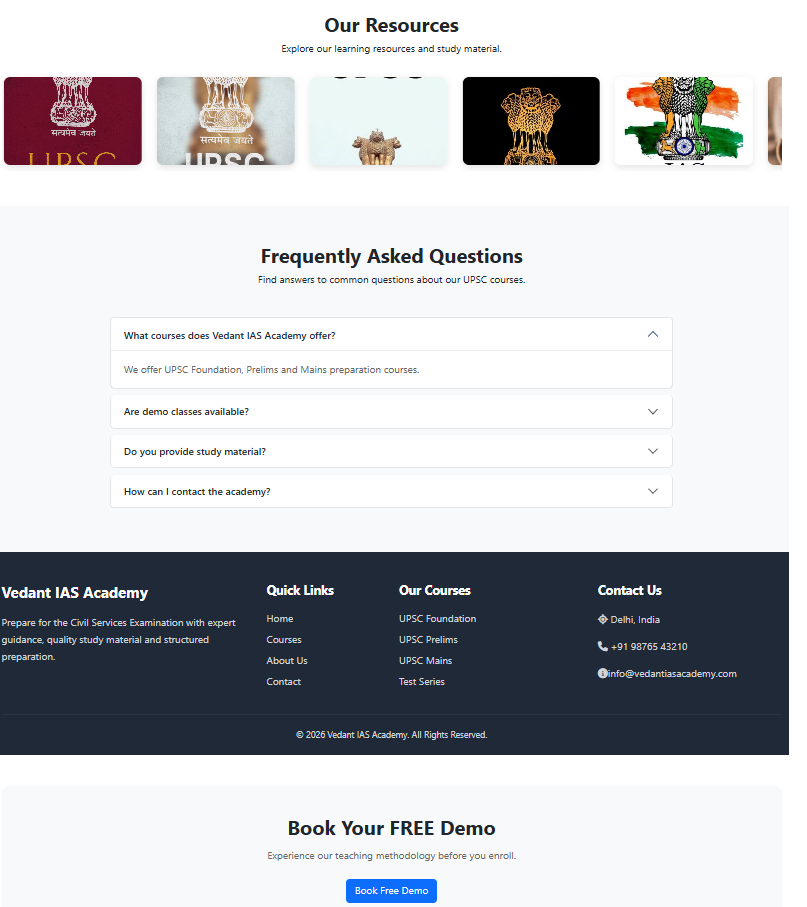 Our Resources
Explore our learning resources and study material.
सत्यमेव जयते
UPSC
सत्यमेव जयते
UPSC
IAS
Frequently Asked Questions
Find answers to common questions about our UPSC courses.
What courses does Vedant IAS Academy offer?
We offer UPSC Foundation, Prelims and Mains preparation courses.
Are demo classes available?
Do you provide study material?
How can I contact the academy?
Vedant IAS Academy
Prepare for the Civil Services Examination with expert
guidance, quality study material and structured
preparation.
Quick Links
Home
Courses
About Us
Contact
Our Courses
UPSC Foundation
UPSC Prelims
UPSC Mains
Test Series
Contact Us
Delhi, India
+91 98765 43210
info@vedantiasacademy.com
© 2026 Vedant IAS Academy. All Rights Reserved.
Book Your FREE Demo
Experience our teaching methodology before you enroll.
Book Free Demo